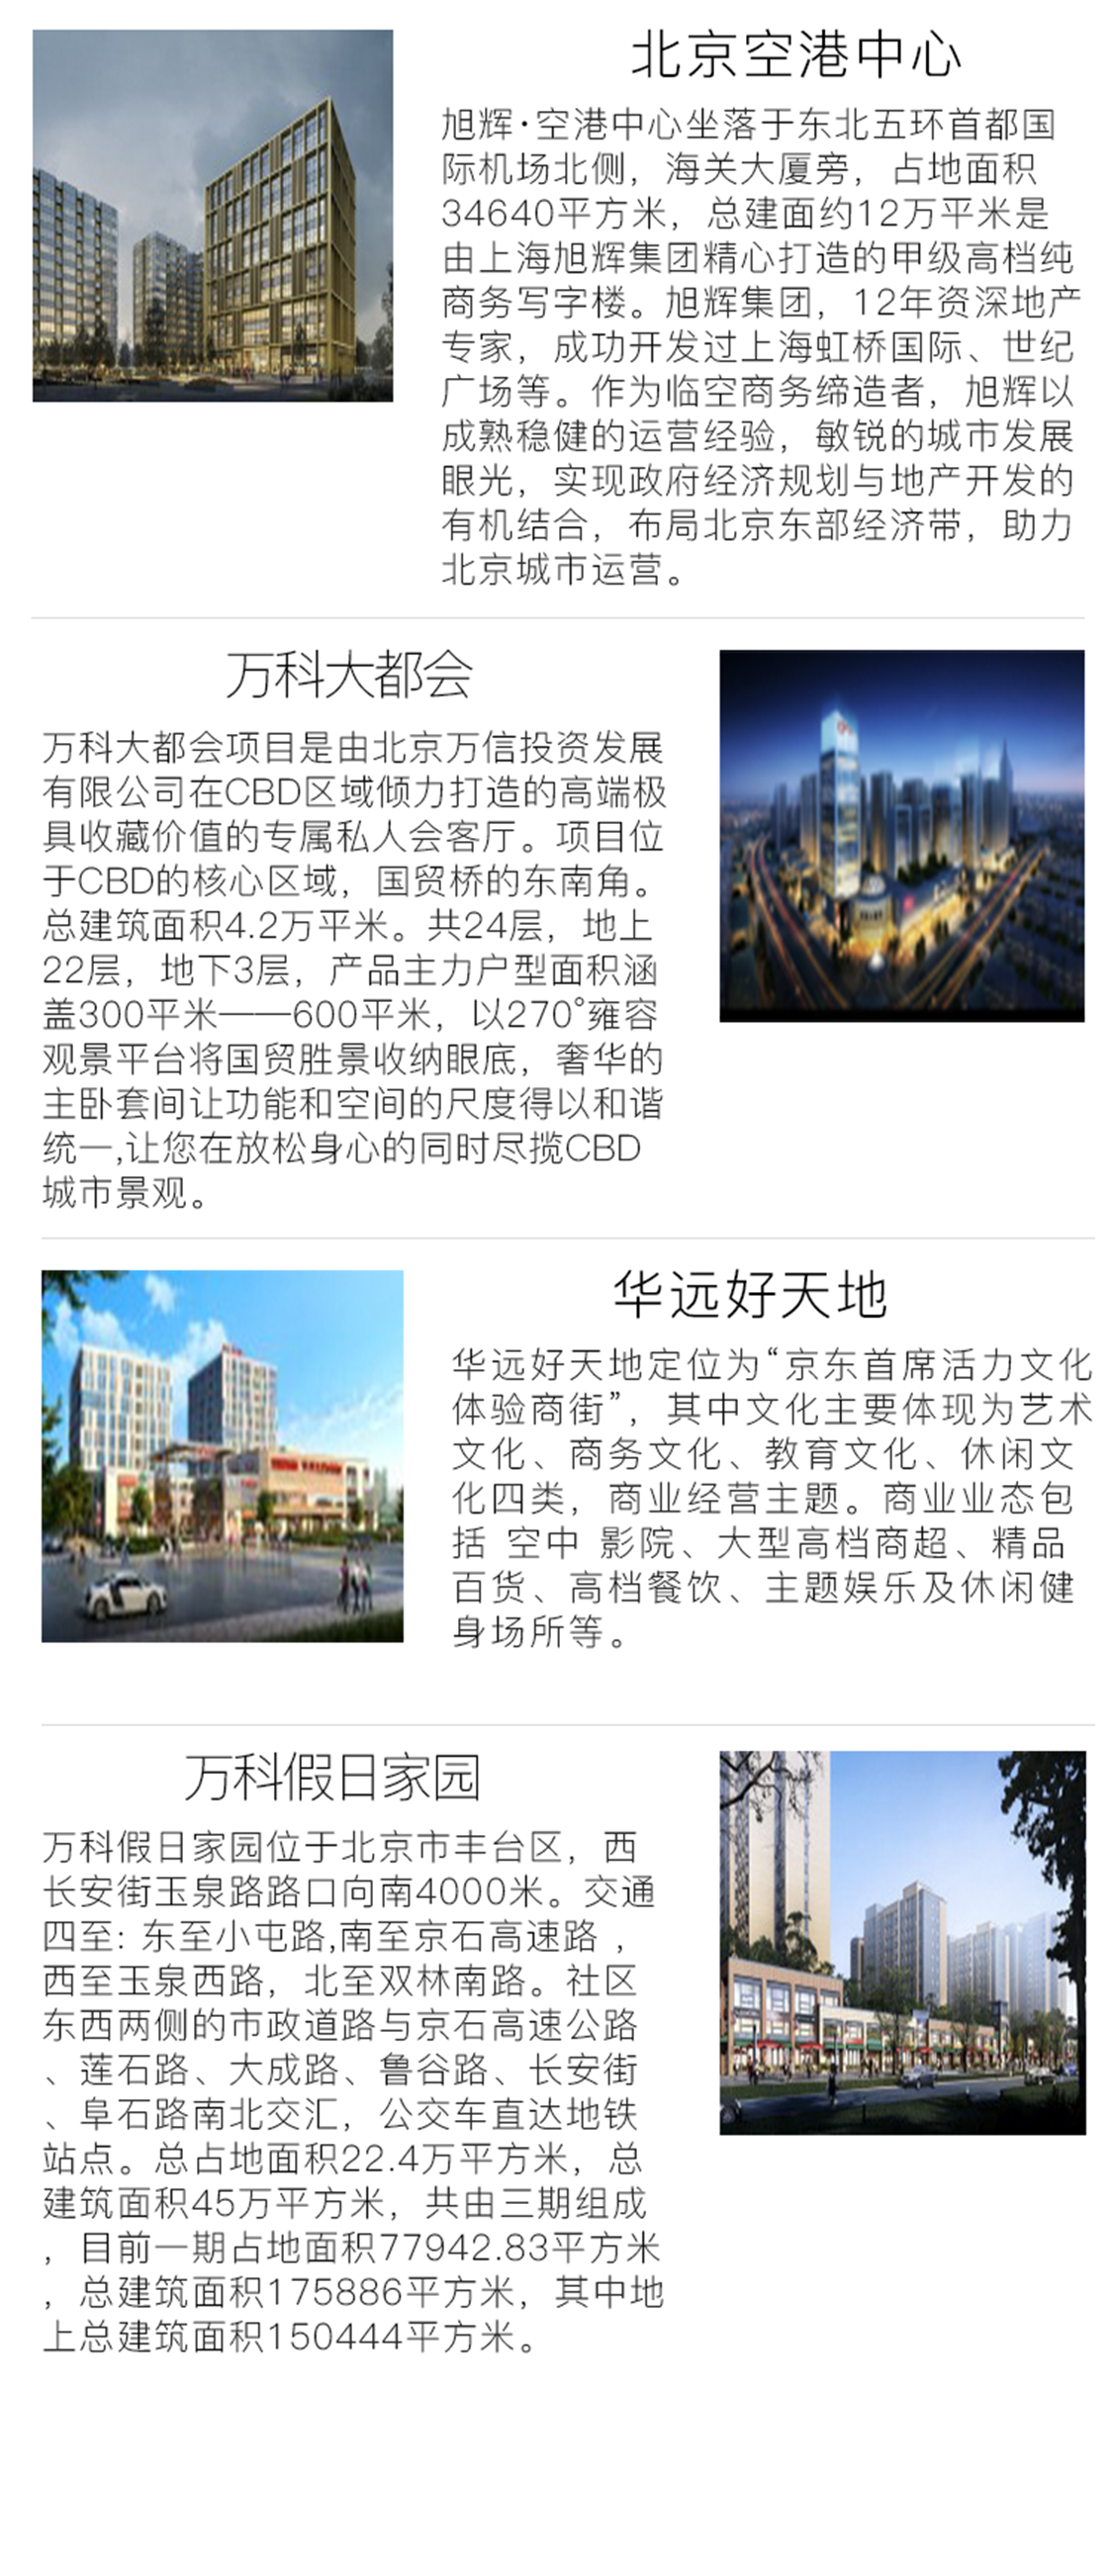 北京空港中心
旭辉·空港中心坐落于东北五环首都国
际机场北侧，海关大厦旁，占地面积
34640平方米，总建面约12万平米是
由上海旭辉集团精心打造的甲级高档纯
商务写字楼。旭辉集团，12年资深地产
专家，成功开发过上海虹桥国际、世纪
广场等。作为临空商务缔造者，旭辉以
成熟稳健的运营经验，敏锐的城市发展
眼光，实现政府经济规划与地产开发的
有机结合，布局北京东部经济带，助力
北京城市运营。
万科大都会
万科大都会项目是由北京万信投资发展
有限公司在CBD区域倾力打造的高端极
具收藏价值的专属私人会客厅。项目位
于CBD的核心区域，国贸桥的东南角。
总建筑面积4.2万平米。共24层，地上
22层，地下3层，产品主力户型面积涵
盖300平米——600平米，以270°雍容
观景平台将国贸胜景收纳眼底，奢华的
主卧套间让功能和空间的尺度得以和谐
统一,让您在放松身心的同时尽揽CBD
城市景观。
华远好天地
华远好天地定位为“京东首席活力文化
体验商街”，其中文化主要体现为艺术
文化、商务文化、教育文化、休闲文
化四类，商业经营主题。商业业态包
括 空中 影院、大型高档商超、精品
百货、高档餐饮、主题娱乐及休闲健
身场所等。
万科假日家园
万科假日家园位于北京市丰台区，西
长安街玉泉路路口向南4000米。交通
四至: 东至小屯路,南至京石高速路，
西至玉泉西路，北至双林南路。社区
东西两侧的市政道路与京石高速公路
、莲石路、大成路、鲁谷路、长安街
、阜石路南北交汇，公交车直达地铁
站点。总占地面积22.4万平方米，总
建筑面积45万平方米，共由三期组成
，目前一期占地面积77942.83平方米
，总建筑面积175886平方米，其中地
上总建筑面积150444平方米。